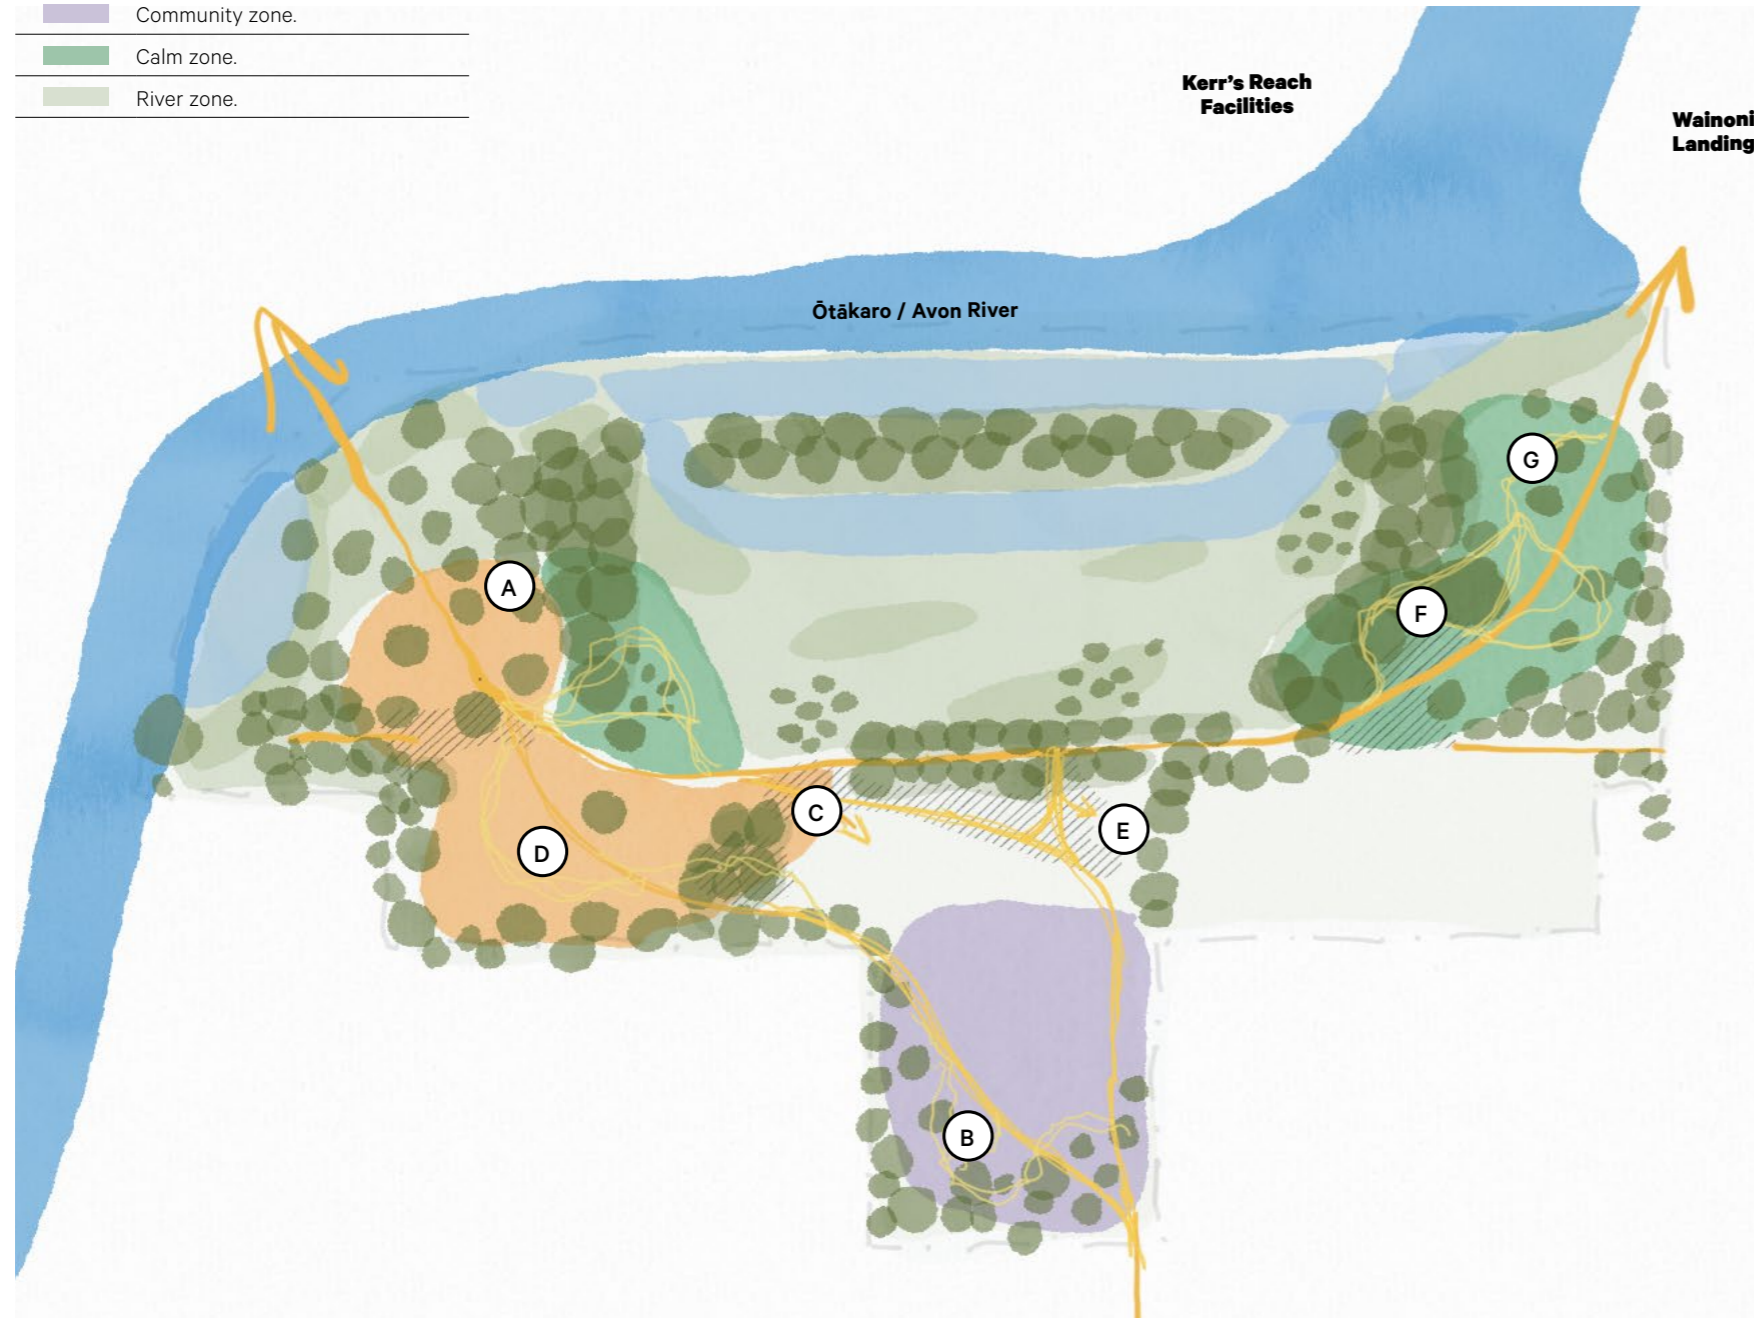 Community zone.
Calm zone.
River zone.
Kerr's Reach
Facilities
Wainoni
Landing
Ōtākaro / Avon River
G
A
F
C
E
D
B